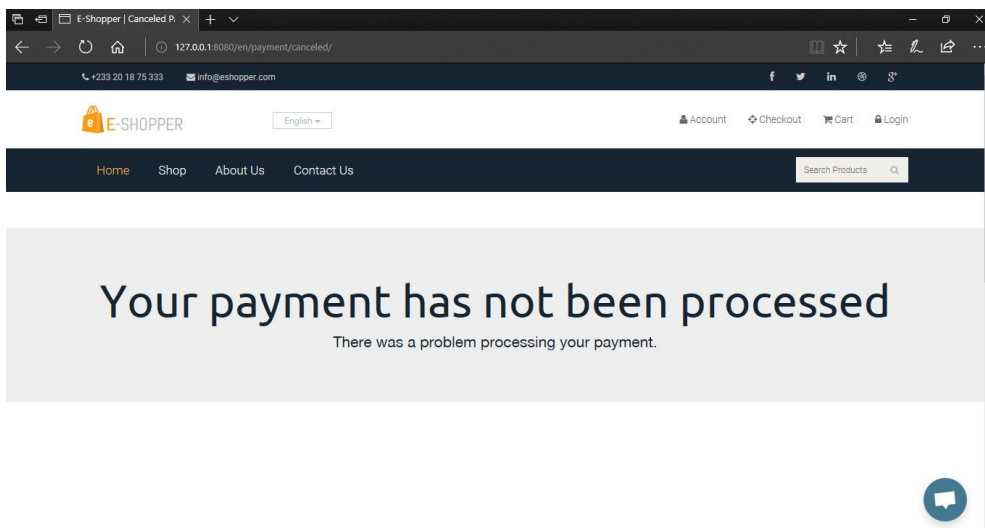 E-Shopper | Canceled Pa
127.0.0.1:8080/en/payment/canceled/
+233 20 18 75 333 info@eshopper.com
e E-SHOPPER English Account Checkout Cart Login
Home Shop About Us Contact Us Search Products
Your payment has not been processed
There was a problem processing your payment.